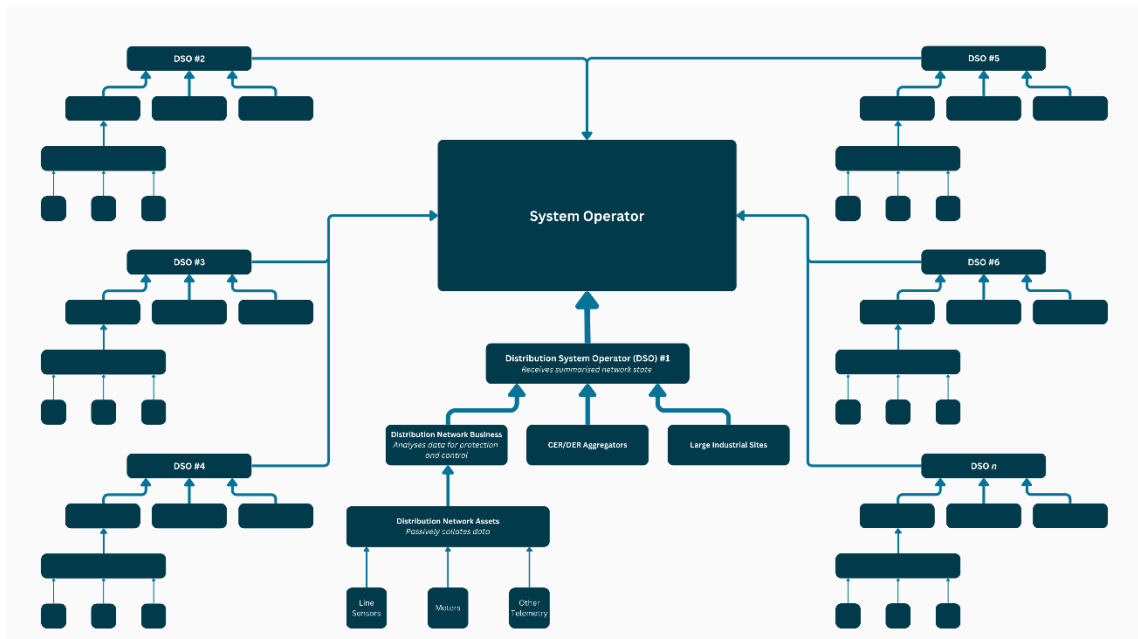 DSO #2
DSO #5
System Operator
DSO #3
DSO #6
Distribution System Operator (DSO) #1
Receives summarised network state
Distribution Network Business
Analyses data for protection
and control
CER/DER Aggregators
Large Industrial Sites
DSO #4
DSO n
Distribution Network Assets
Passively collates data
Line
Sensors
Meters
Other
Telemetry